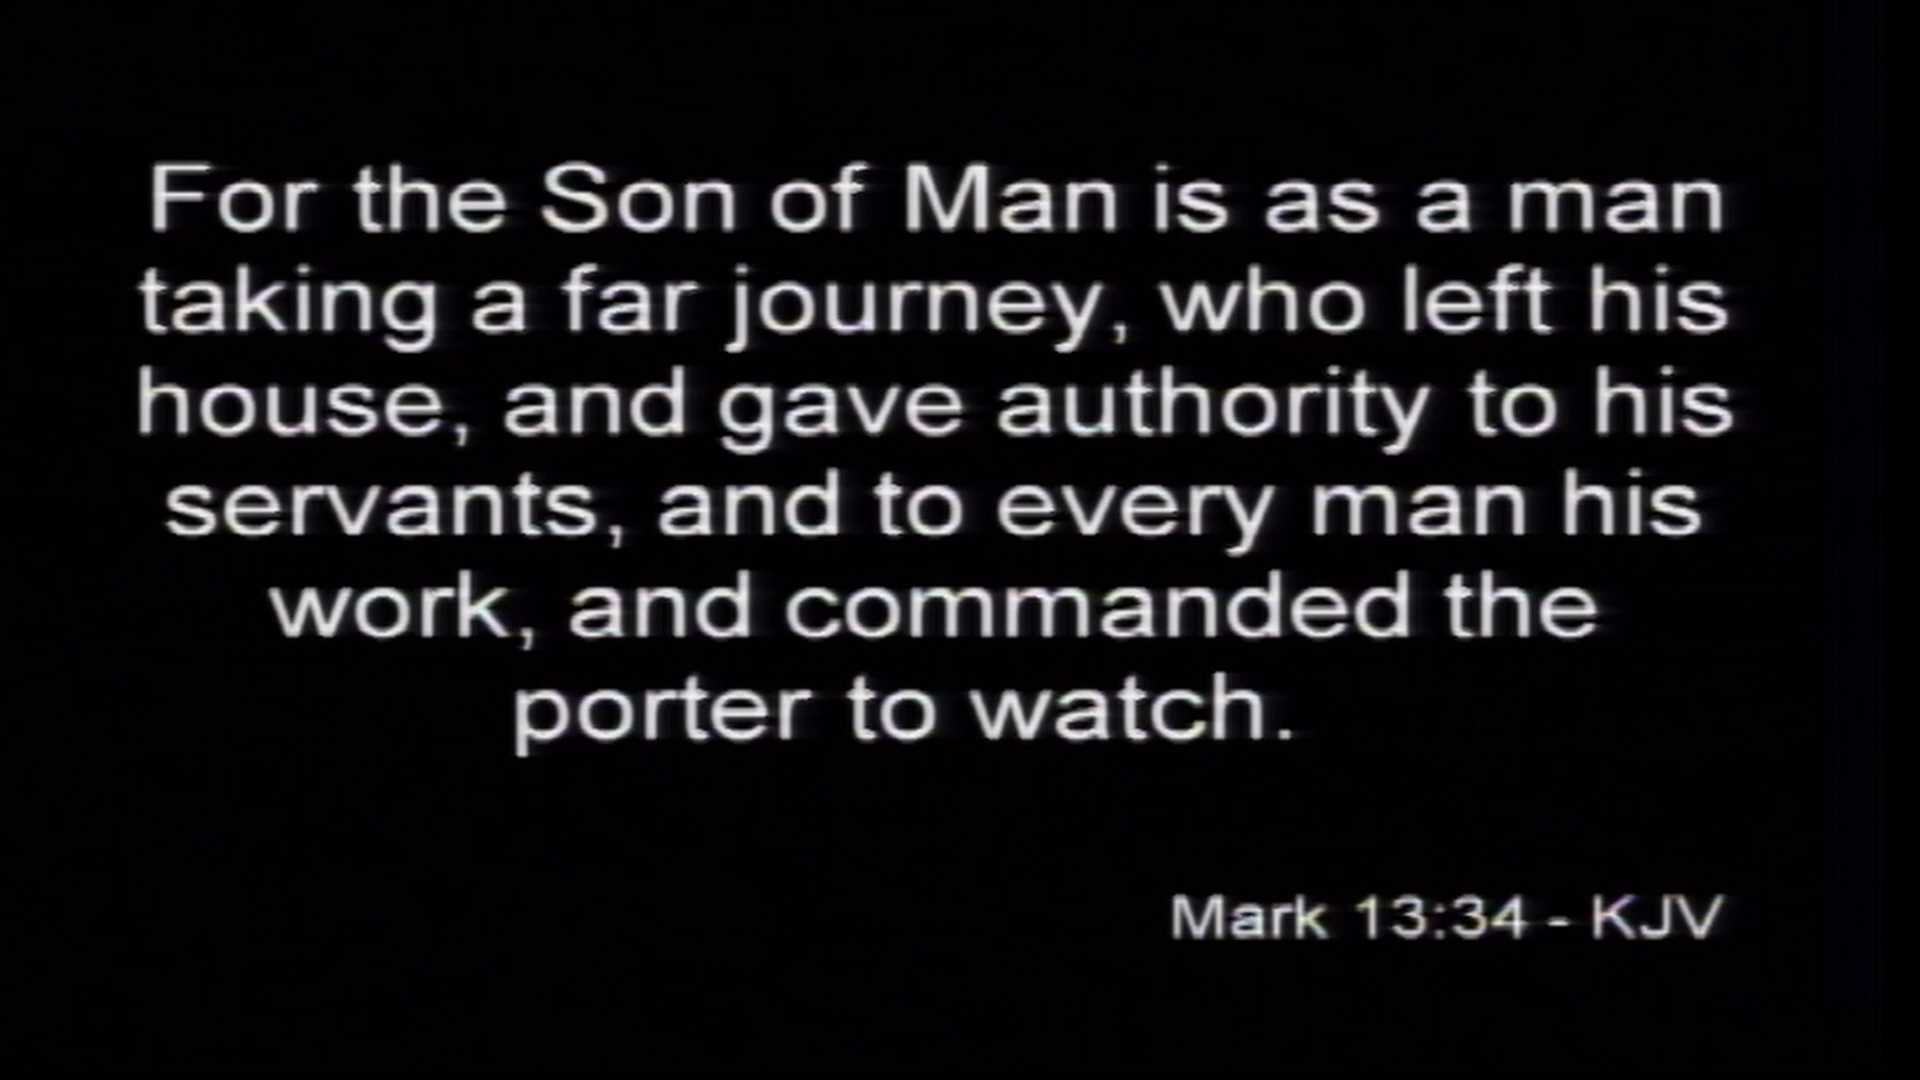 For the Son of Man is as a man
taking a far journey, who left his
house, and gave authority to his
servants, and to every man his
work, and commanded the
porter to watch.
Mark 13:34 - KJV